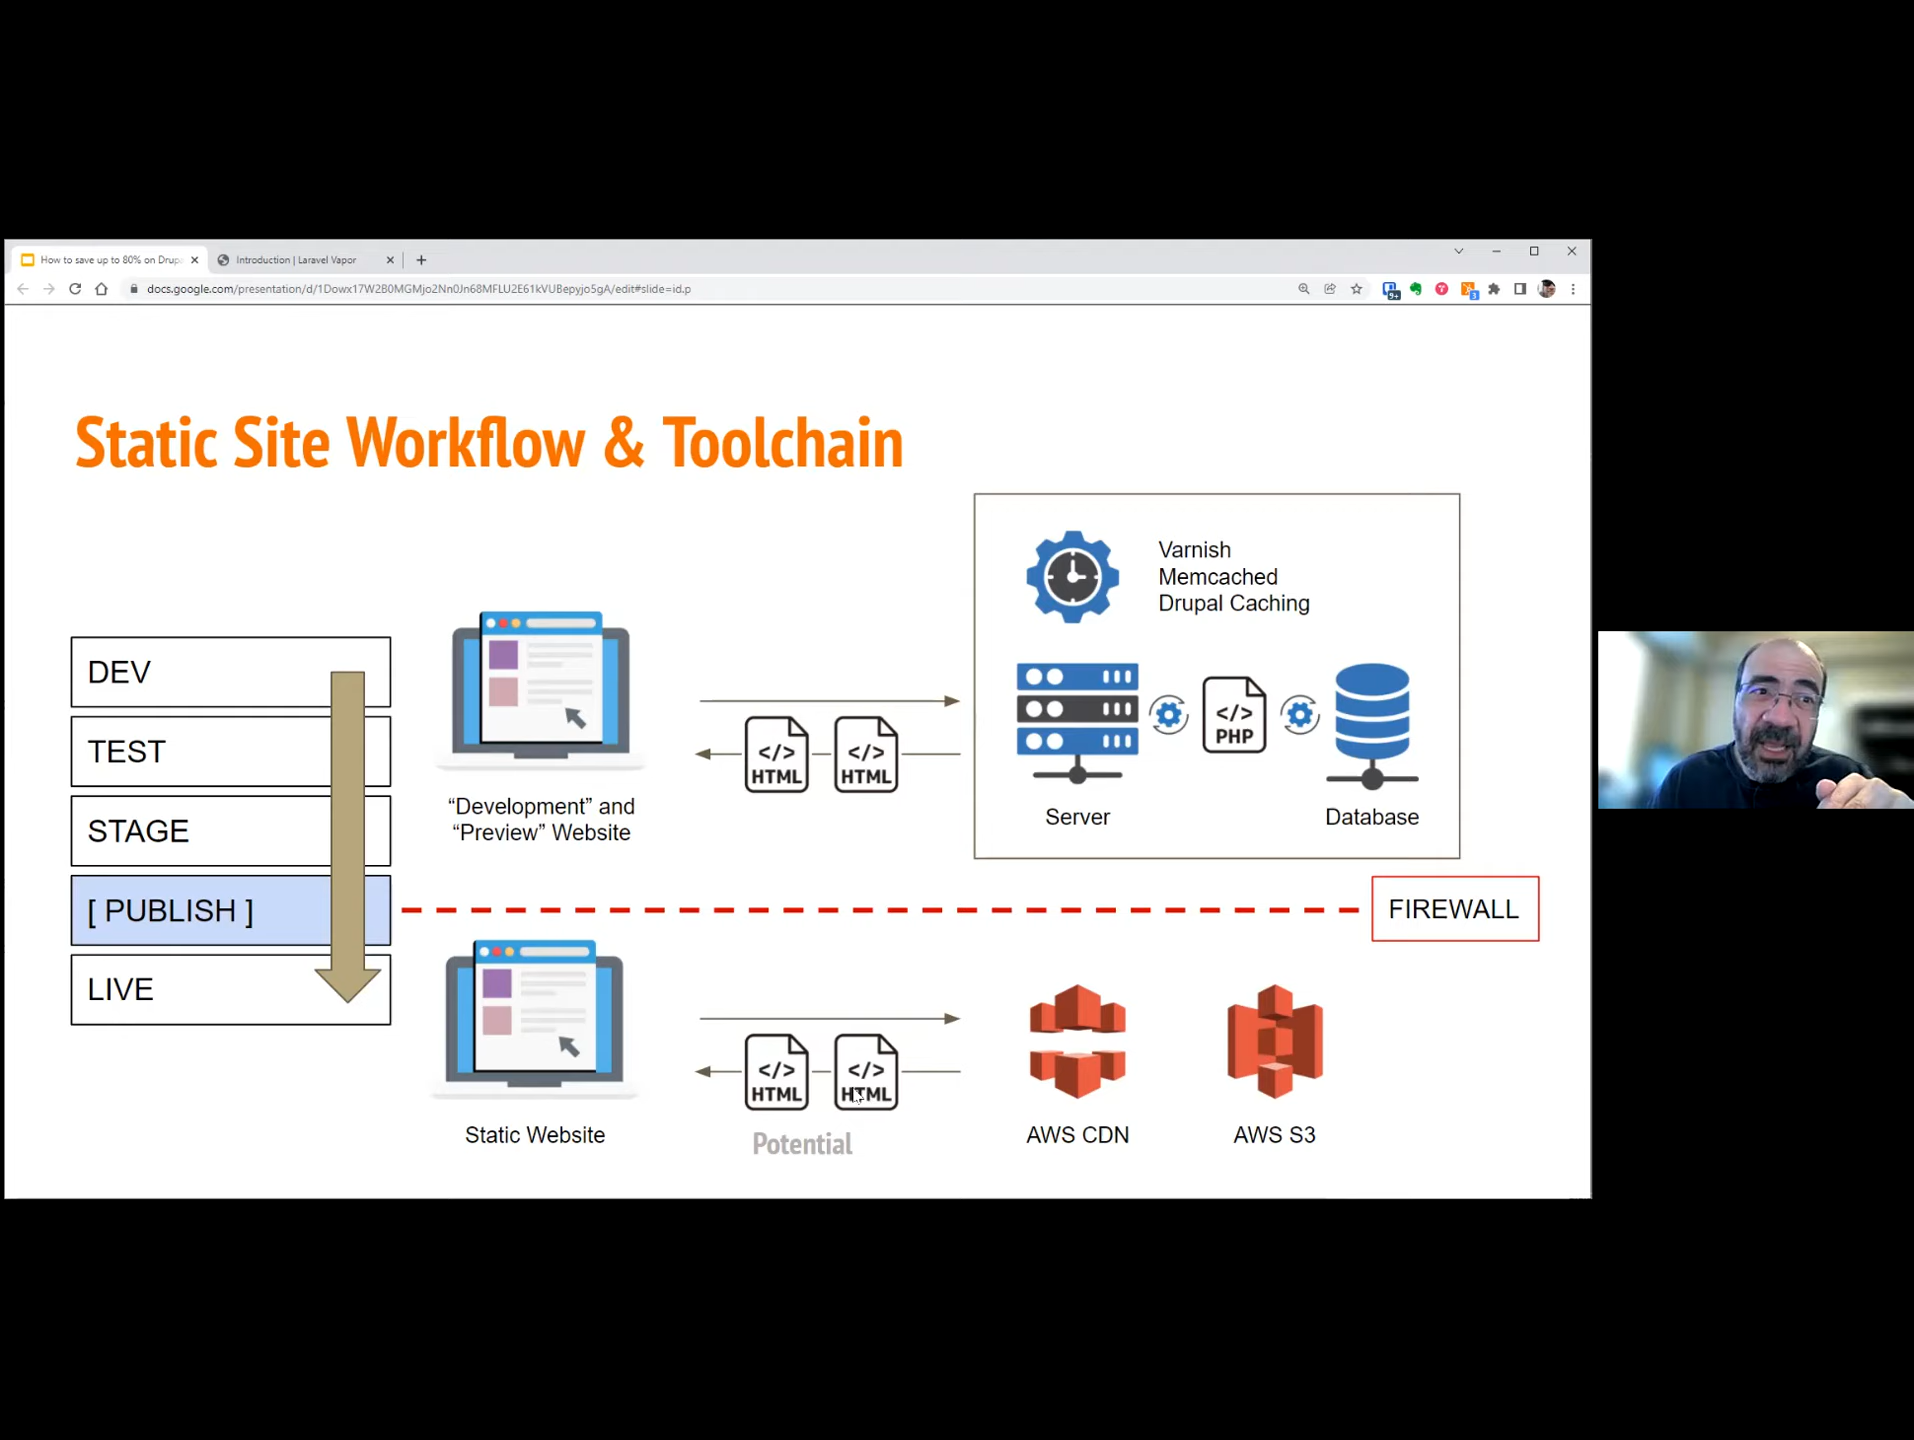 How to save up to 80% on Drup
Introduction | Laravel Vapor
docs.google.com/presentation/d/1Dowx17W2B0MGMjo2Nn0Jn68MFLU2E61kVUBepyjo5gA/edit#slide=id.p
9+
3
Static Site Workflow & Toolchain
DEV
TEST
STAGE
[ PUBLISH ]
LIVE
“Development” and
“Preview” Website
</>
HTML
</>
HTML
Varnish
Memcached
Drupal Caching
</>
PHP
Server
Database
FIREWALL
Static Website
</>
HTML
</>
HTML
Potential
AWS CDN
AWS S3